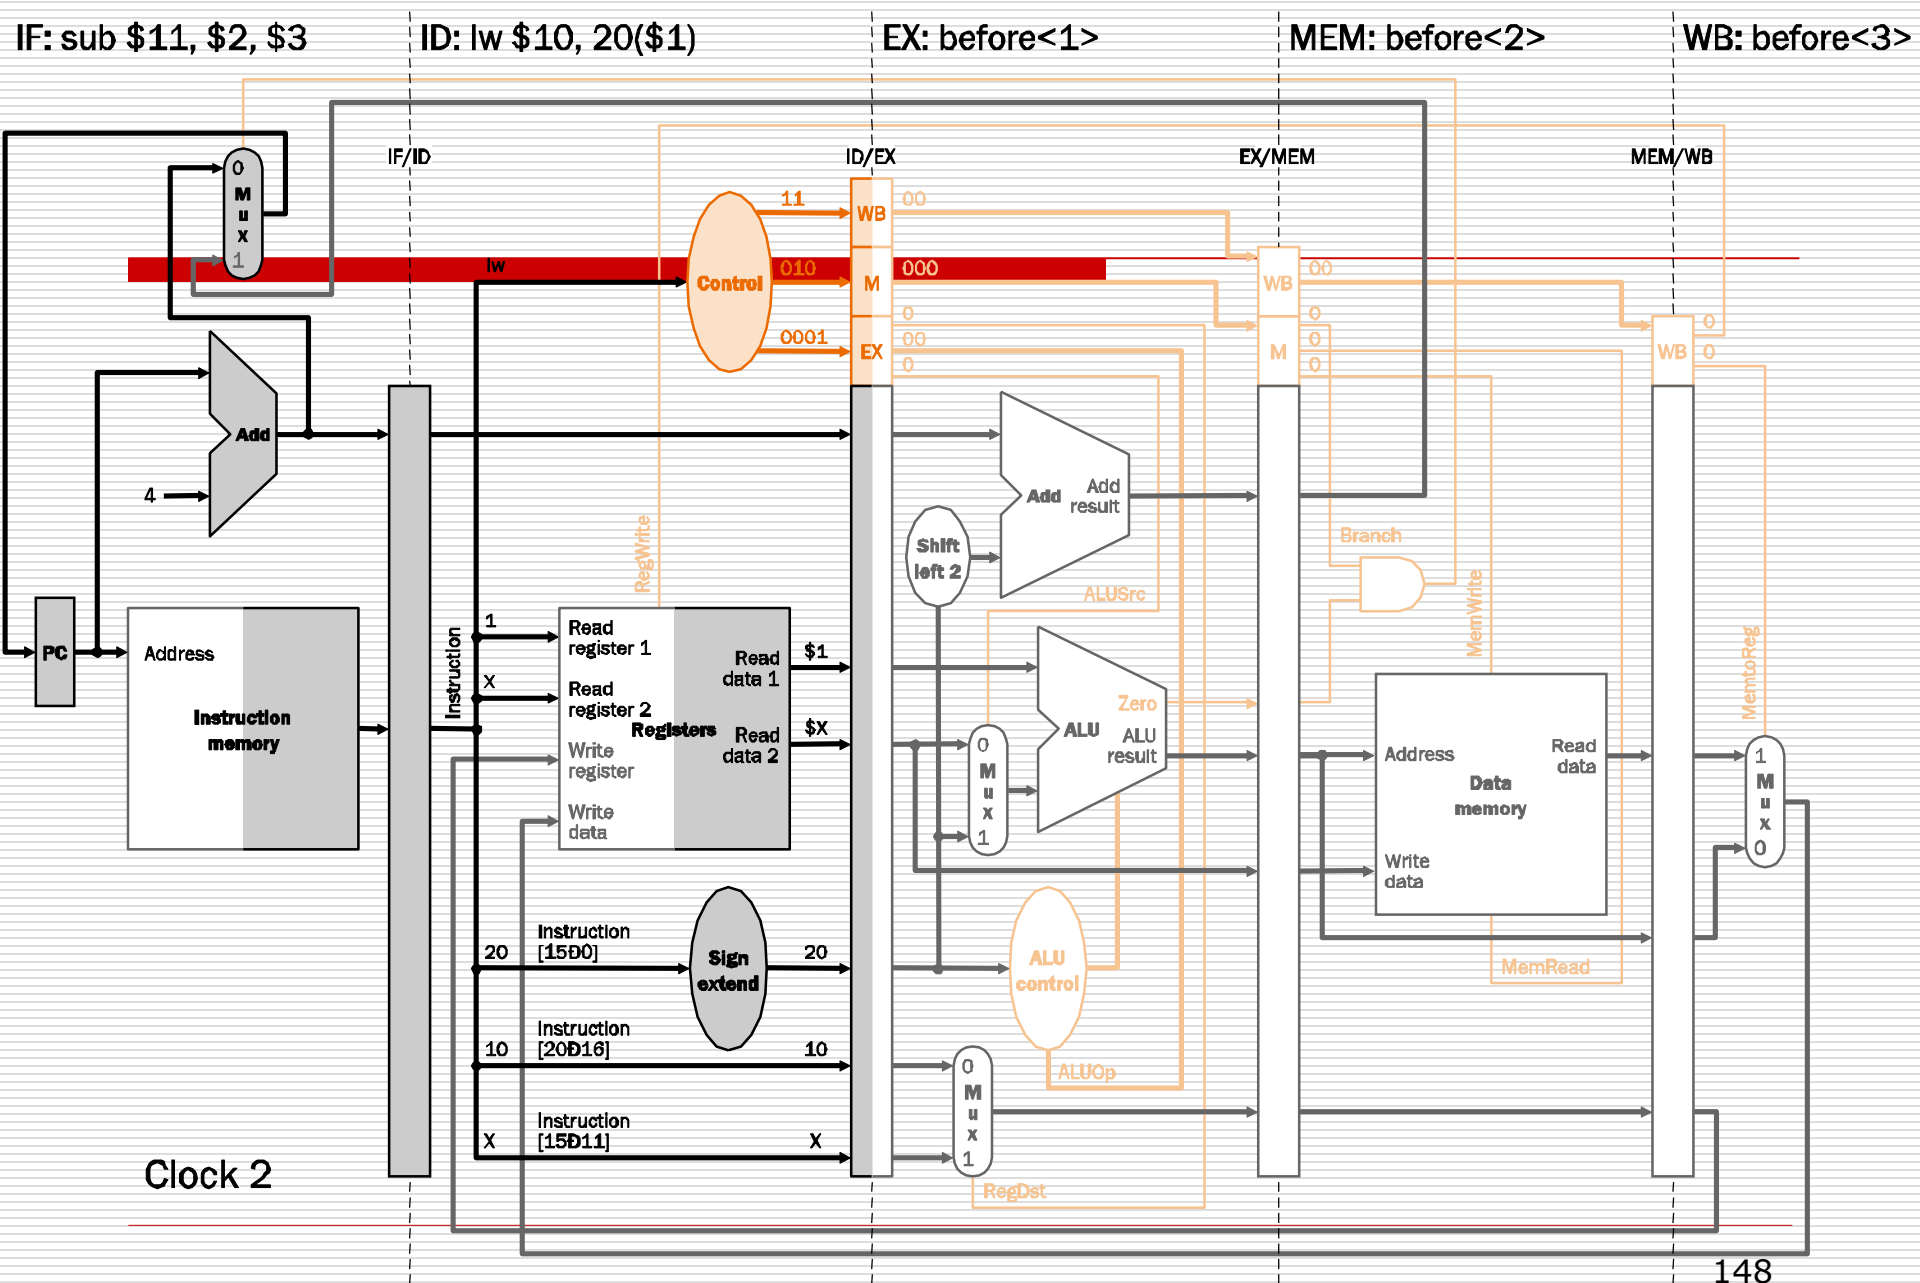 IF: sub $11, $2, $3
ID: lw $10, 20($1)
EX: before<1>
MEM: before<2>
WB: before<3>
IF/ID
ID/EX
EX/MEM
MEM/WB
0
M
u
x
1
lw
Control
11
010
0001
WB
M
EX
00
000
0
00
0
WB
M
00
0
0
0
WB
0
0
Add
4
Add
Add
result
Shift
left 2
RegWrite
ALUSrc
Branch
MemWrite
MemtoReg
PC
Address
Instruction
memory
Instruction
1
X
Read
register 1
Read
register 2
Write
register
Write
data
Registers
Read
data 1
Read
data 2
$1
$X
0
M
u
x
1
Zero
ALU
ALU
result
Address
Data
memory
Read
data
Write
data
1
M
u
x
0
20
Instruction
[15Ð0]
Sign
extend
20
ALU
control
MemRead
10
Instruction
[20Ð16]
10
ALUOp
0
M
u
x
1
X
Instruction
[15Ð11]
X
RegDst
Clock 2
148